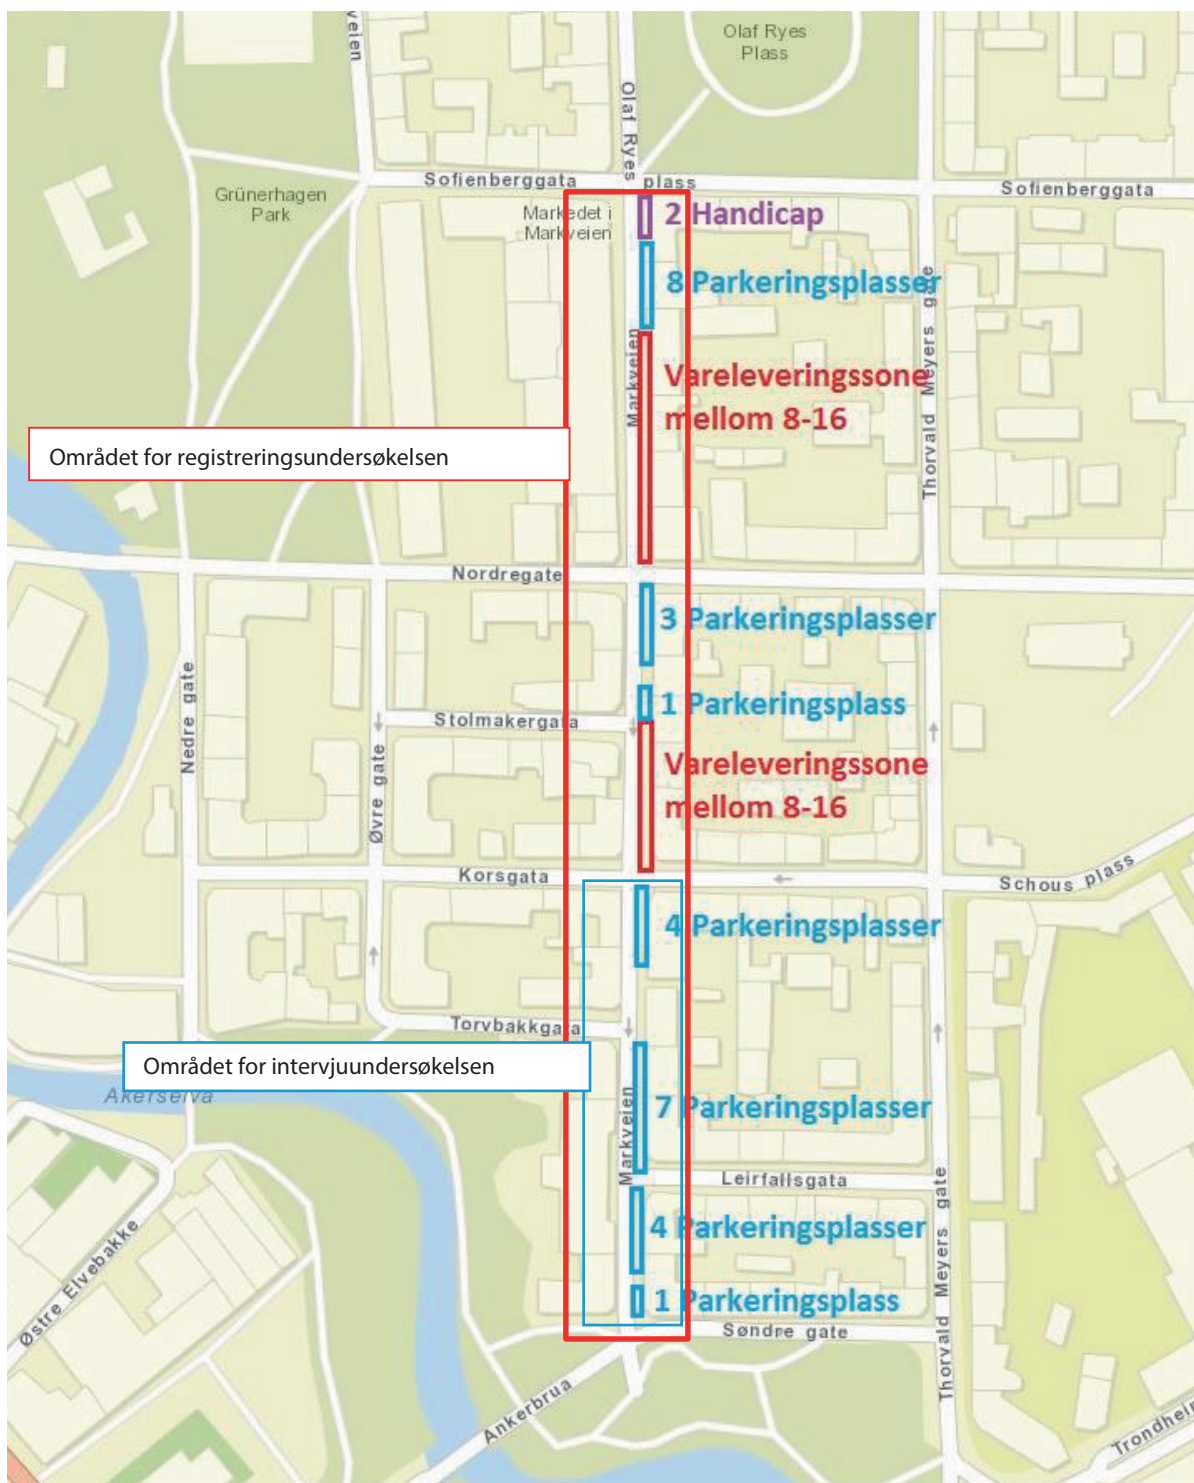 veien
Olaf Ryes
Plass
Olaf Ryes plass
Sofienberggata
Sofienberggata
Grünerhagen
Park
Markedet i
Markveien
2 Handicap
8 Parkeringsplasser
Markveien
Vareleveringssone
mellom 8-16
Thorvald Meyers gate
Området for registreringsundersøkelsen
Nordregate
3 Parkeringsplasser
1 Parkeringsplass
Stolmakergata
Nedre gate
Øvre gate
Vareleveringssone
mellom 8-16
Korsgata
Schous plass
4 Parkeringsplasser
Torvbakkgata
Området for intervjuundersøkelsen
Akerselva
Markveien
7 Parkeringsplasser
Leirfallsgata
4 Parkeringsplasser
Thorvald Meyers gate
Østre Elvebakke
1 Parkeringsplass
Søndre gate
Ankerbrua
Trondheim